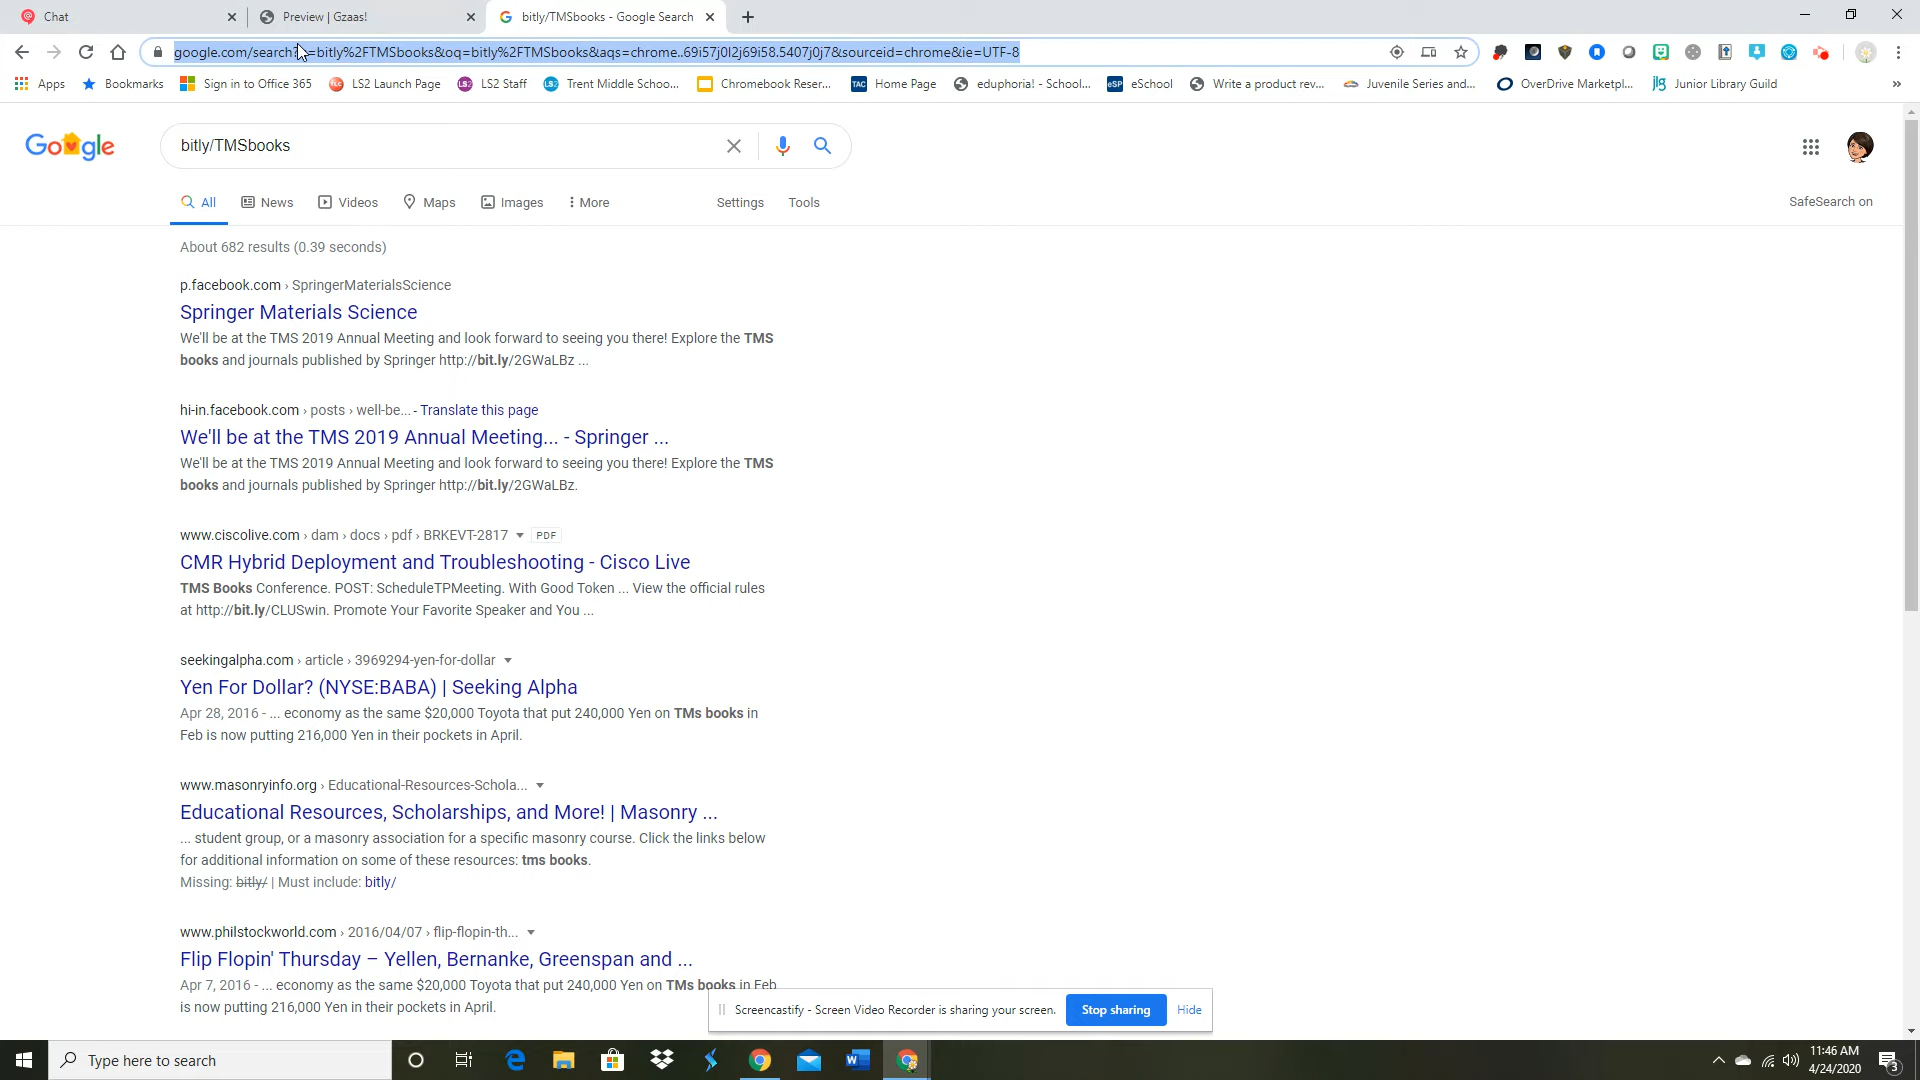 Chat
Preview | Gzaas!
bitly/TMSbooks - Google Search
google.com/search?q=bitly%2FTMSbooks&oq=bitly%2FTMSbooks&aqs=chrome..69i57j0l2j69i58.5407j0j7&sourceid=chrome&ie=UTF-8
Apps
Bookmarks
Sign in to Office 365
LS2 Launch Page
LS2 Staff
Trent Middle Schoo...
Chromebook Reser...
TAC Home Page
eduphoria! - School...
eSP eSchool
Write a product rev...
Juvenile Series and...
OverDrive Marketpl...
jlg Junior Library Guild
Google
bitly/TMSbooks
All
News
Videos
Maps
Images
More
Settings
Tools
SafeSearch on
About 682 results (0.39 seconds)
p.facebook.com › SpringerMaterialsScience
Springer Materials Science
We'll be at the TMS 2019 Annual Meeting and look forward to seeing you there! Explore the TMS
books and journals published by Springer http://bit.ly/2GWaLBz ...
hi-in.facebook.com › posts › well-be... - Translate this page
We'll be at the TMS 2019 Annual Meeting... - Springer ...
We'll be at the TMS 2019 Annual Meeting and look forward to seeing you there! Explore the TMS
books and journals published by Springer http://bit.ly/2GWaLBz.
www.ciscolive.com › dam › docs › pdf › BRKEVT-2817 PDF
CMR Hybrid Deployment and Troubleshooting - Cisco Live
TMS Books Conference. POST: ScheduleTPMeeting. With Good Token ... View the official rules
at http://bit.ly/CLUSwin. Promote Your Favorite Speaker and You ...
seekingalpha.com › article › 3969294-yen-for-dollar
Yen For Dollar? (NYSE:BABA) | Seeking Alpha
Apr 28, 2016 - ... economy as the same $20,000 Toyota that put 240,000 Yen on TMs books in
Feb is now putting 216,000 Yen in their pockets in April.
www.masonryinfo.org › Educational-Resources-Schola...
Educational Resources, Scholarships, and More! | Masonry ...
... student group, or a masonry association for a specific masonry course. Click the links below
for additional information on some of these resources: tms books.
Missing: bitly/ | Must include: bitly/
www.philstockworld.com › 2016/04/07 › flip-flopin-th...
Flip Flopin' Thursday – Yellen, Bernanke, Greenspan and ...
Apr 7, 2016 - ... economy as the same $20,000 Toyota that put 240,000 Yen on TMs books in Feb
is now putting 216,000 Yen in their pockets in April.
Screencastify - Screen Video Recorder is sharing your screen.
Stop sharing
Hide
Type here to search
11:46 AM
4/24/2020
3